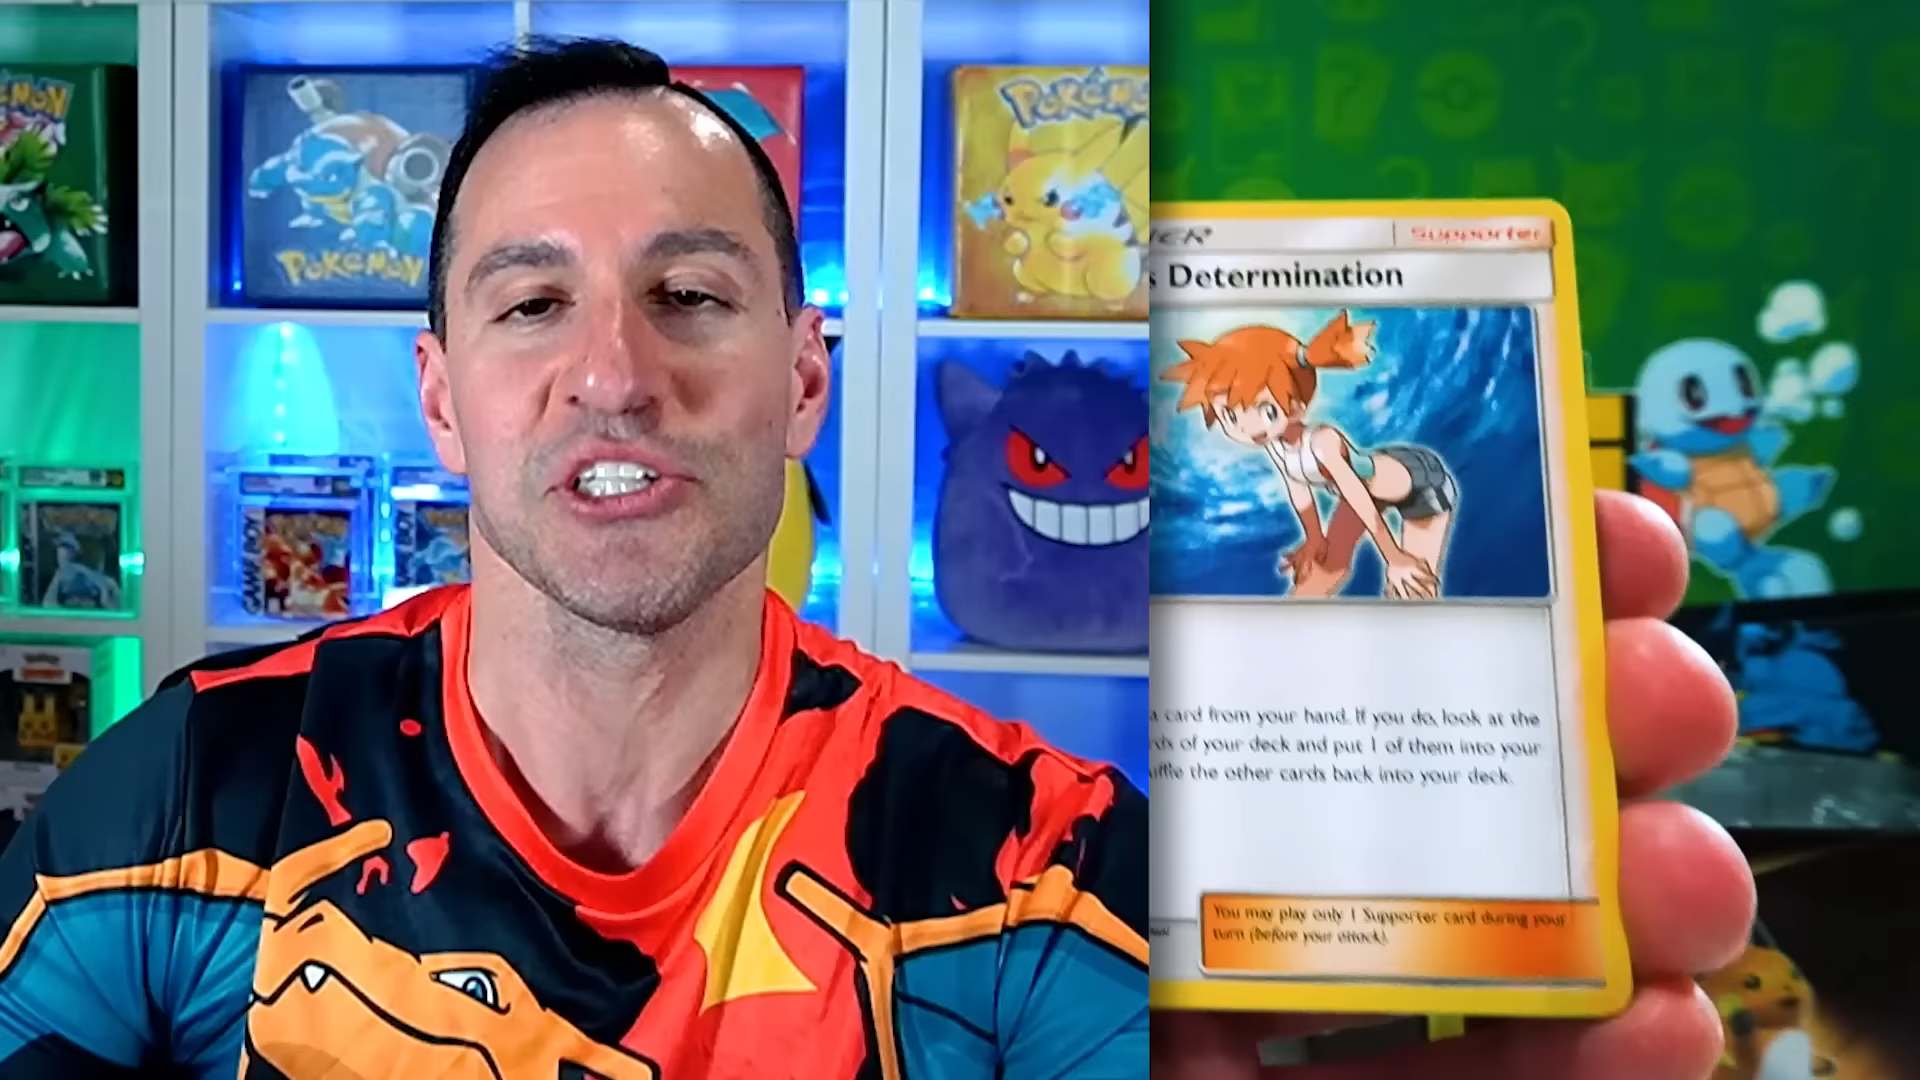 POKéMON
POKéMON
GAME BOY
GAME BOY
Supporter
Determination
a card from your hand. If you do, look at the
of your deck and put 1 of them into your
the other cards back into your deck.
You may play only 1 Supporter card during your
turn (before your attack).